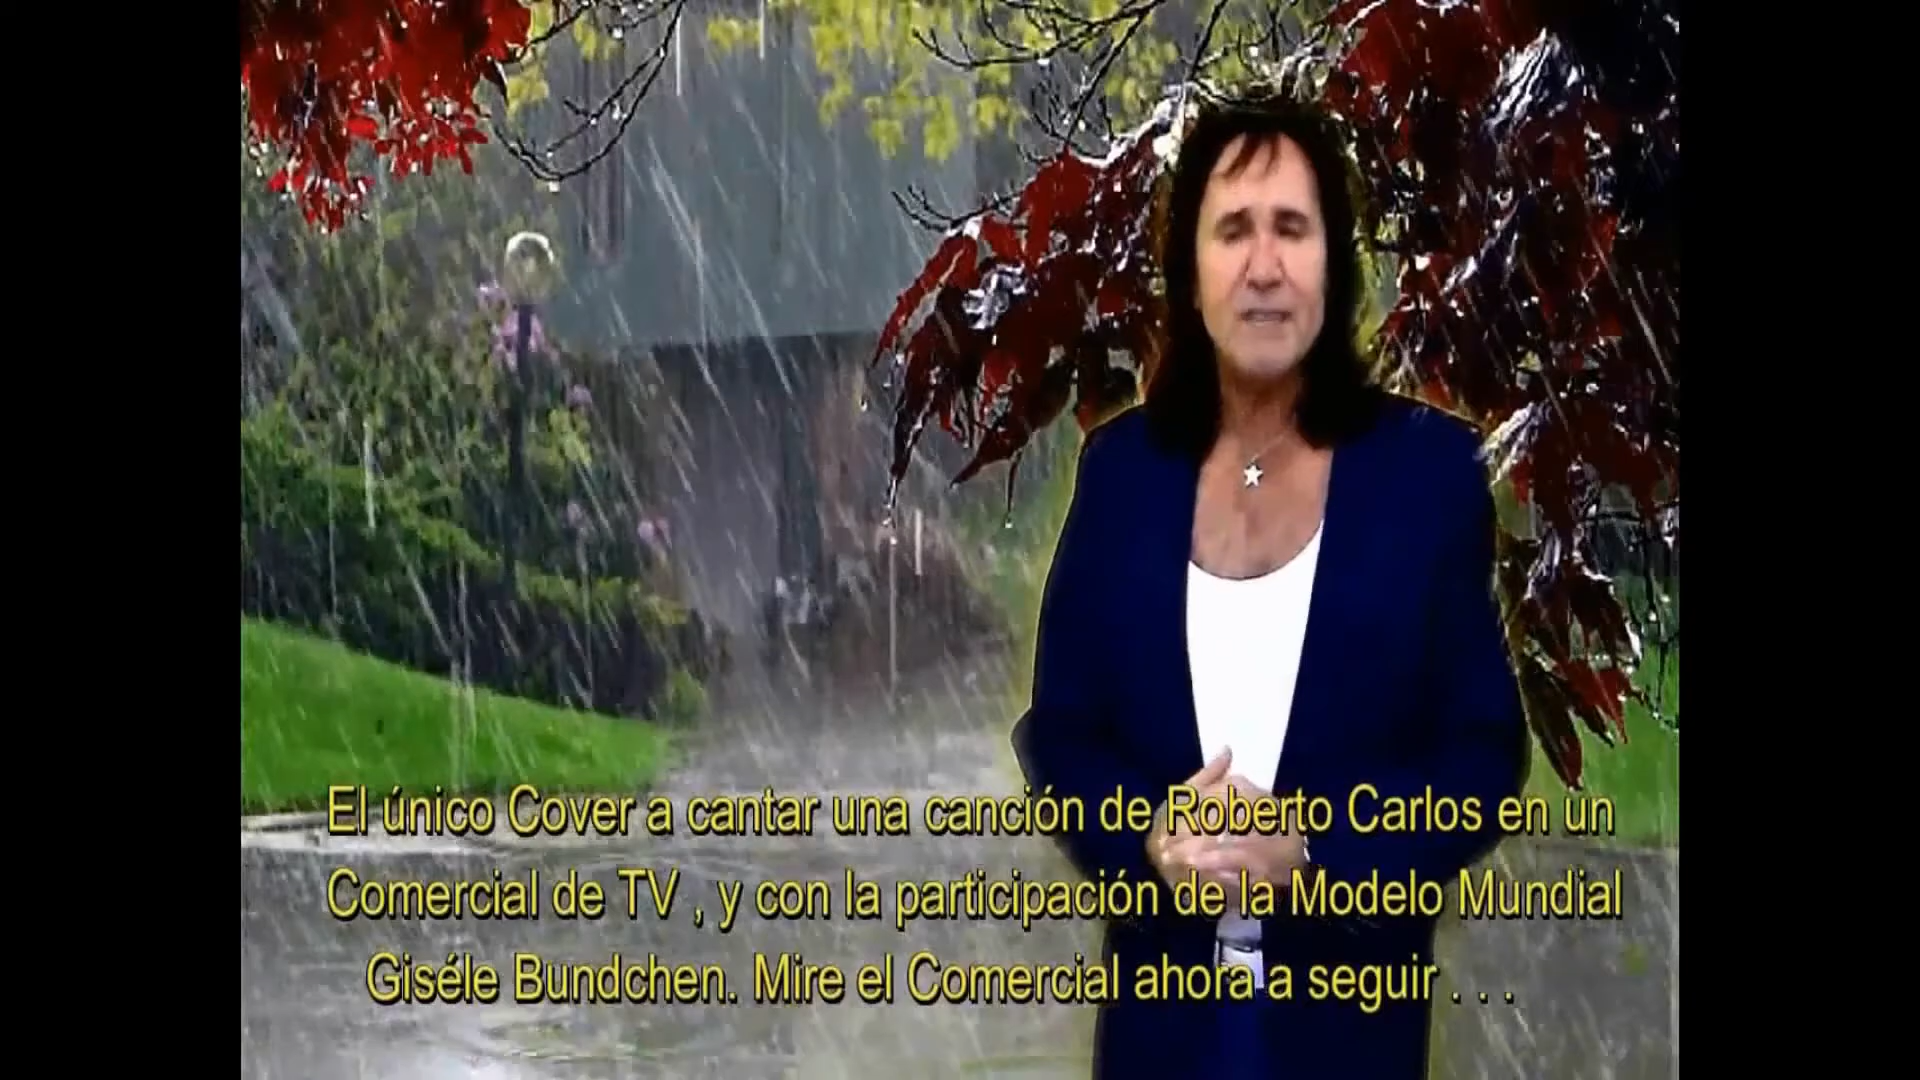 El único Cover a cantar una canción de Roberto Carlos en un
Comercial de TV , y con la participación de la Modelo Mundial
Giséle Bundchen. Mire el Comercial ahora a seguir . . .